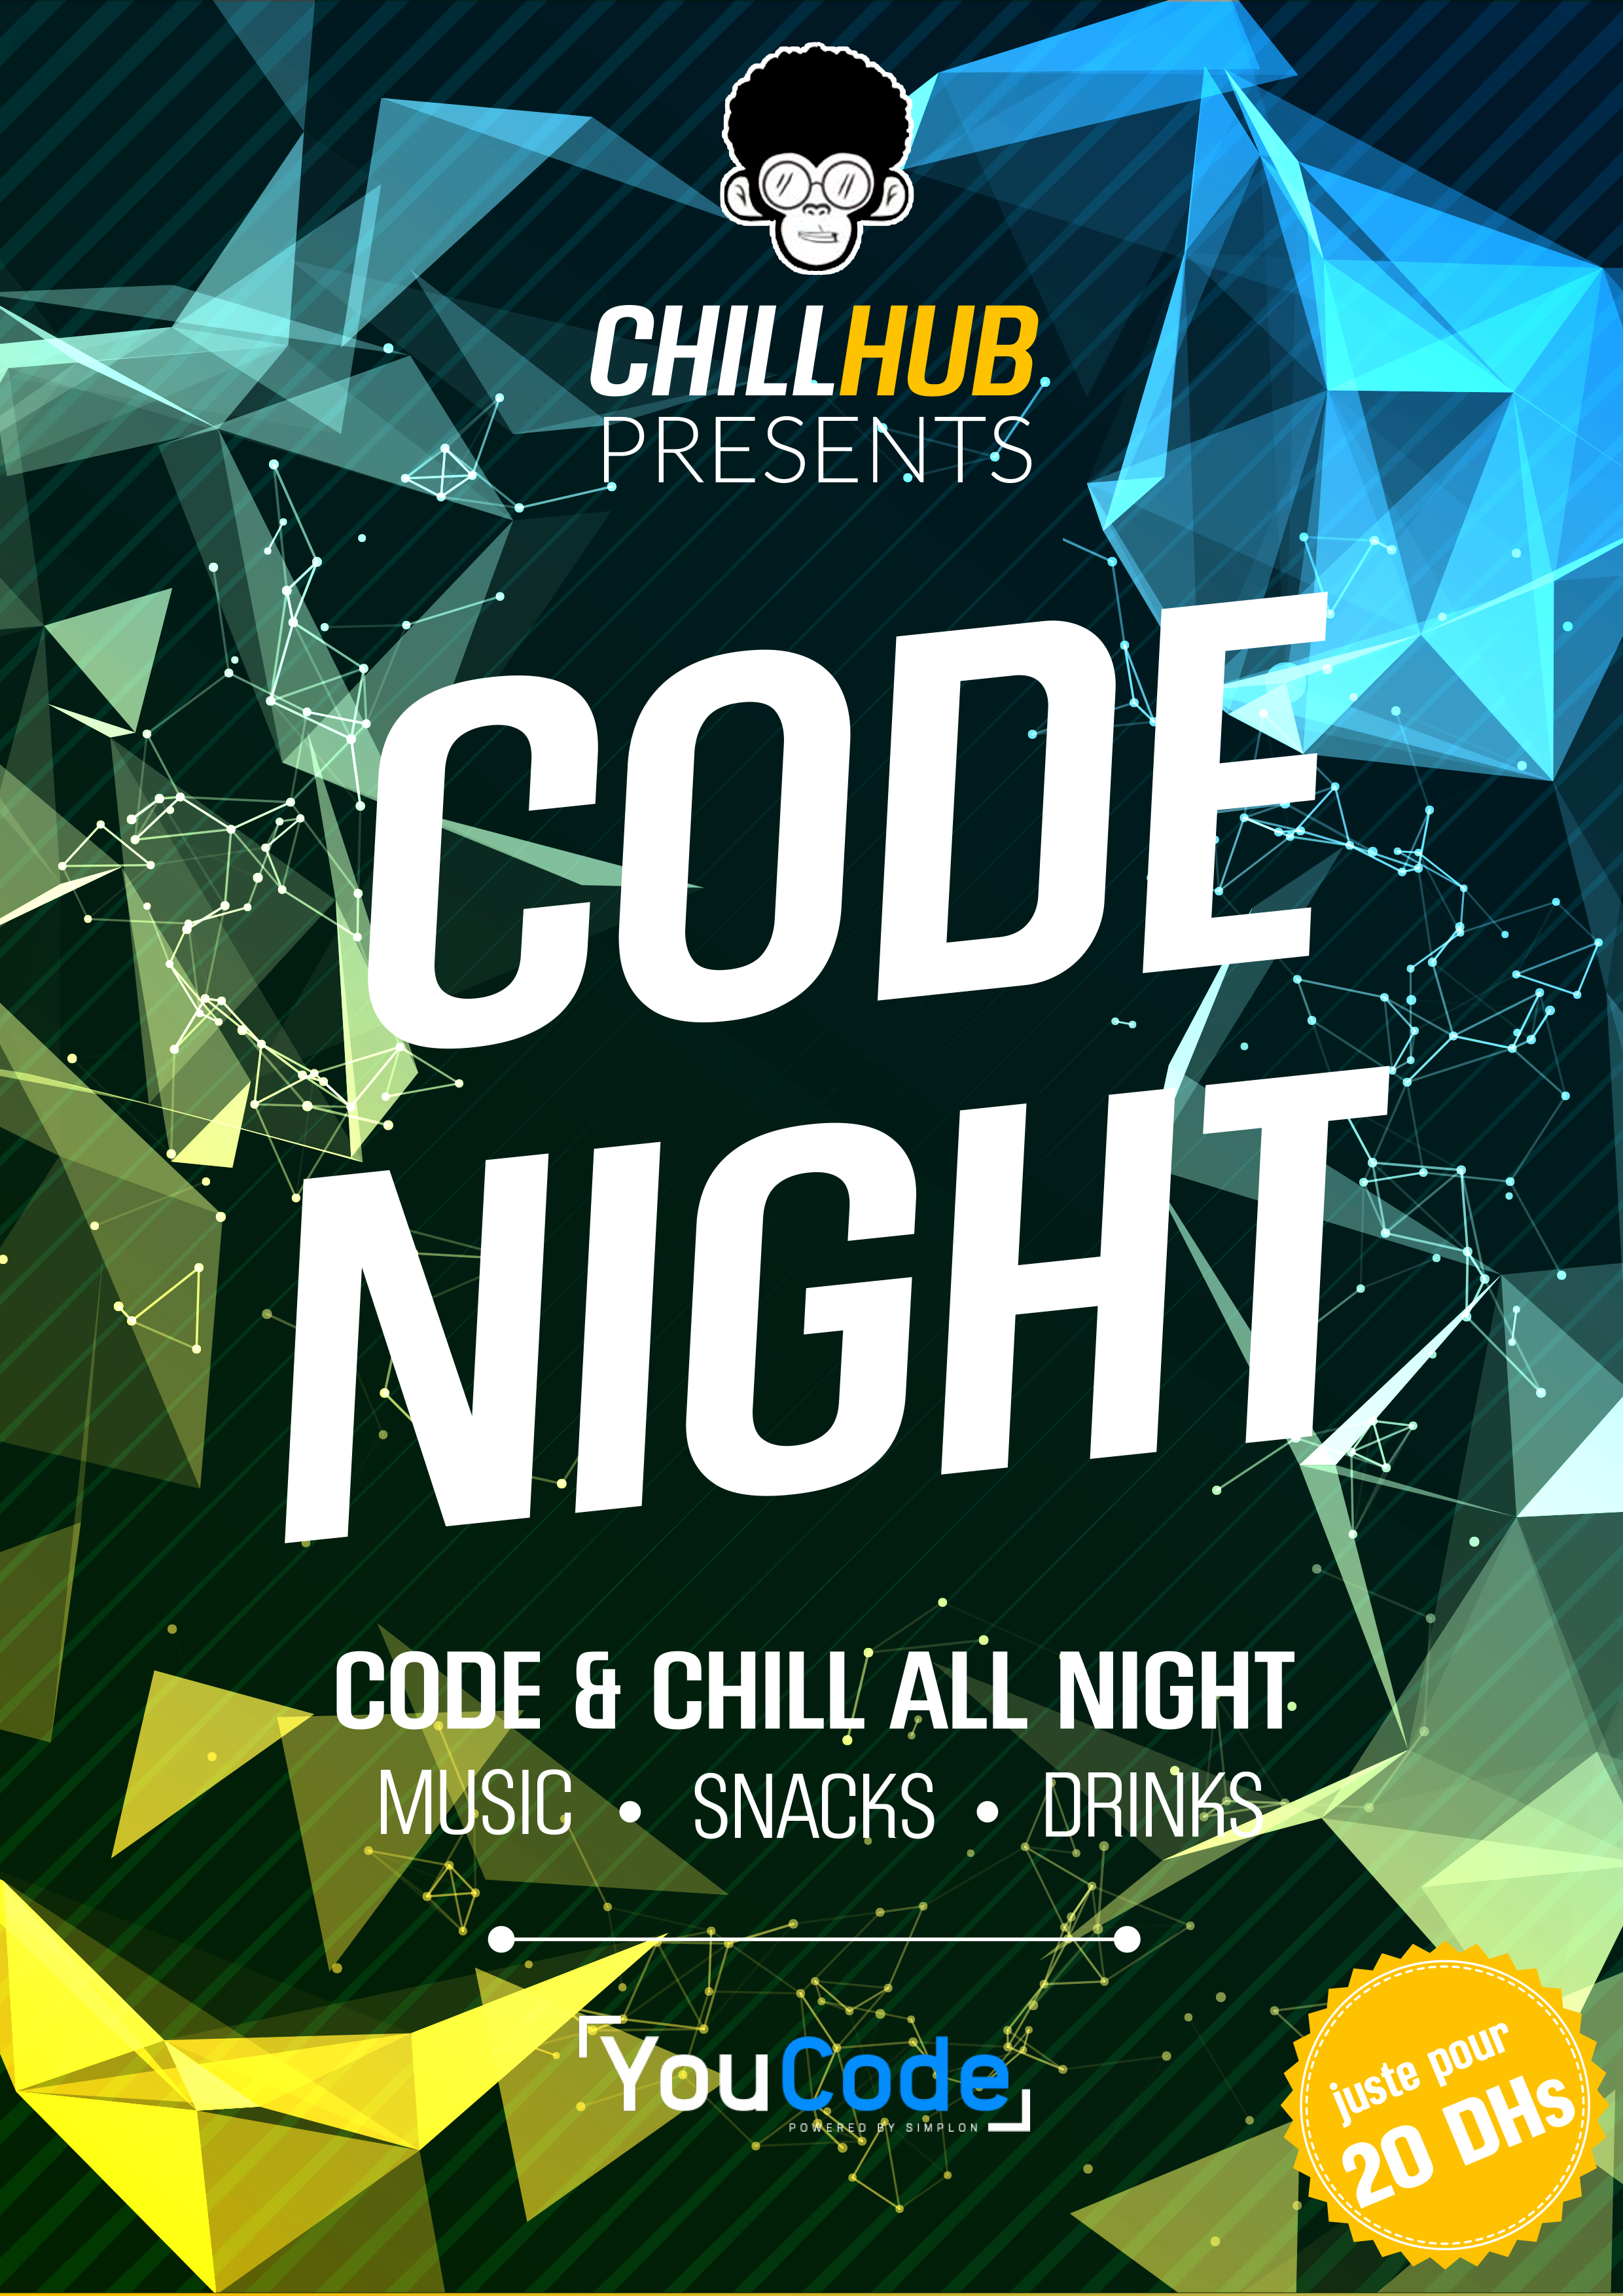 CHILLHUB
PRESENTS
CODE
NIGHT
CODE & CHILL ALL NIGHT
MUSIC • SNACKS • DRINKS
YouCode
POWERED BY SIMPLON
juste pour
20 DHs